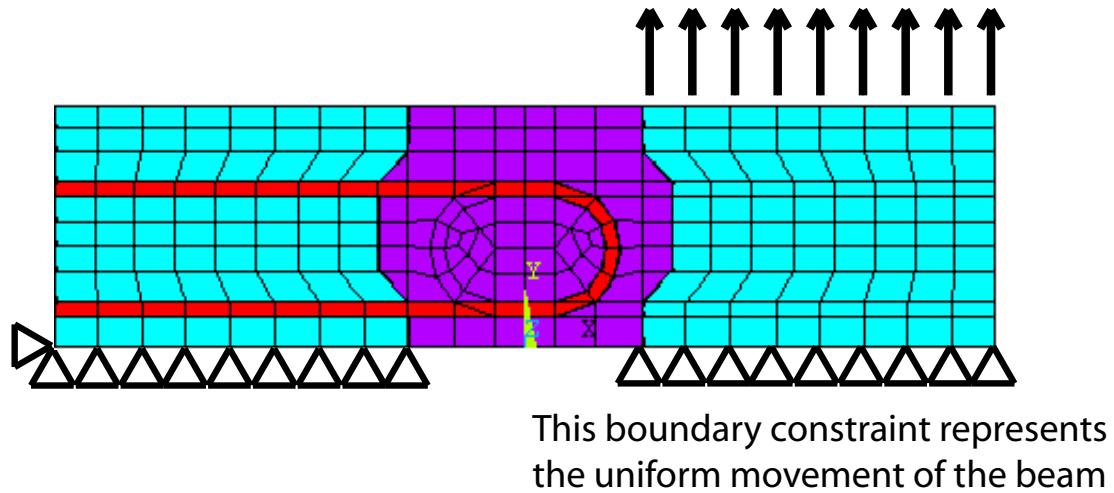 Y
Z X
This boundary constraint represents
the uniform movement of the beam